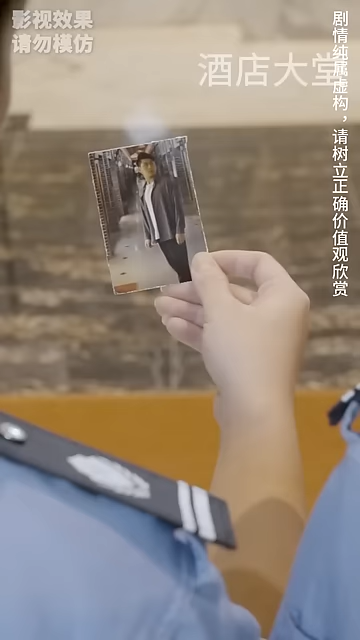 影视效果
请勿模仿
酒店大堂
剧情纯属虚构，请树立正确价值观欣赏